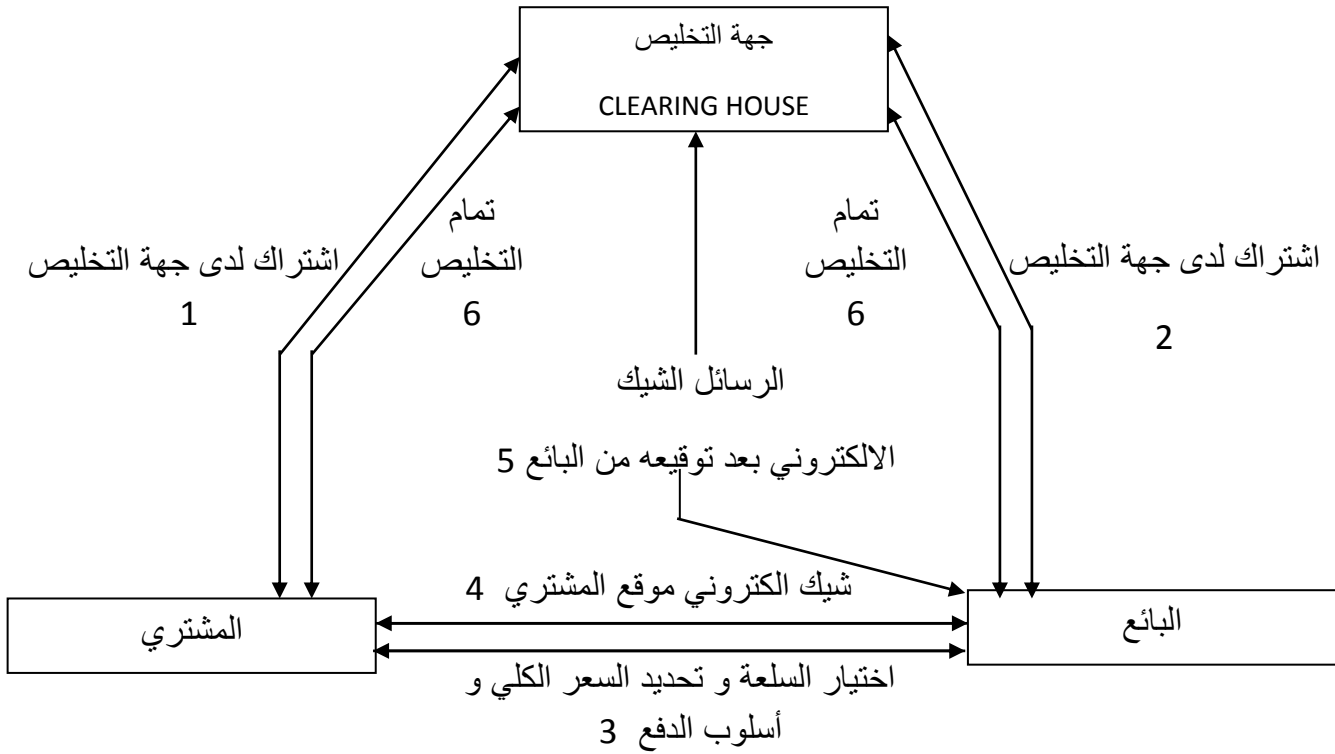 جهة التخليص
CLEARING HOUSE
تمام
التخليص
6
تمام
التخليص
6
اشتراك لدى جهة التخليص
1
اشتراك لدى جهة التخليص
2
الرسائل الشيك
الالكتروني بعد توقيعه من البائع 5
شيك الكتروني موقع المشتري 4
المشتري
البائع
اختيار السلعة و تحديد السعر الكلي و
أسلوب الدفع 3